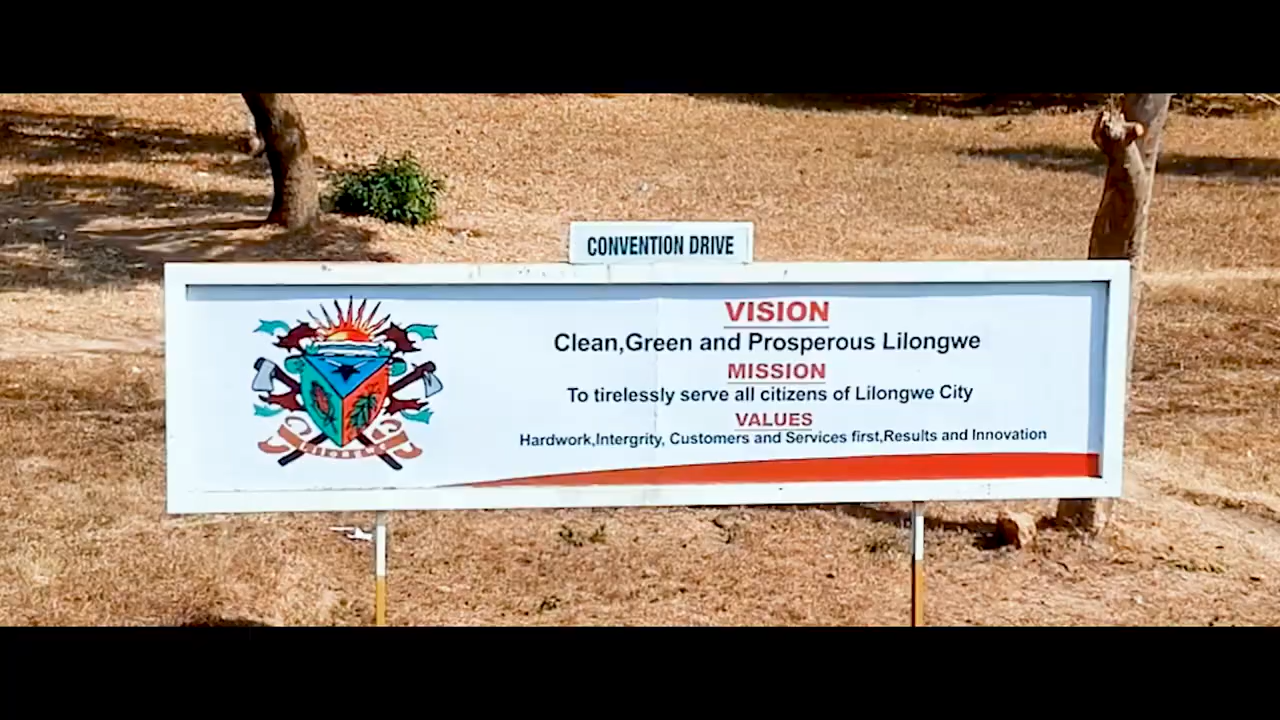 CONVENTION DRIVE
VISION
Clean,Green and Prosperous Lilongwe
MISSION
To tirelessly serve all citizens of Lilongwe City
VALUES
Hardwork,Intergrity, Customers and Services first,Results and Innovation